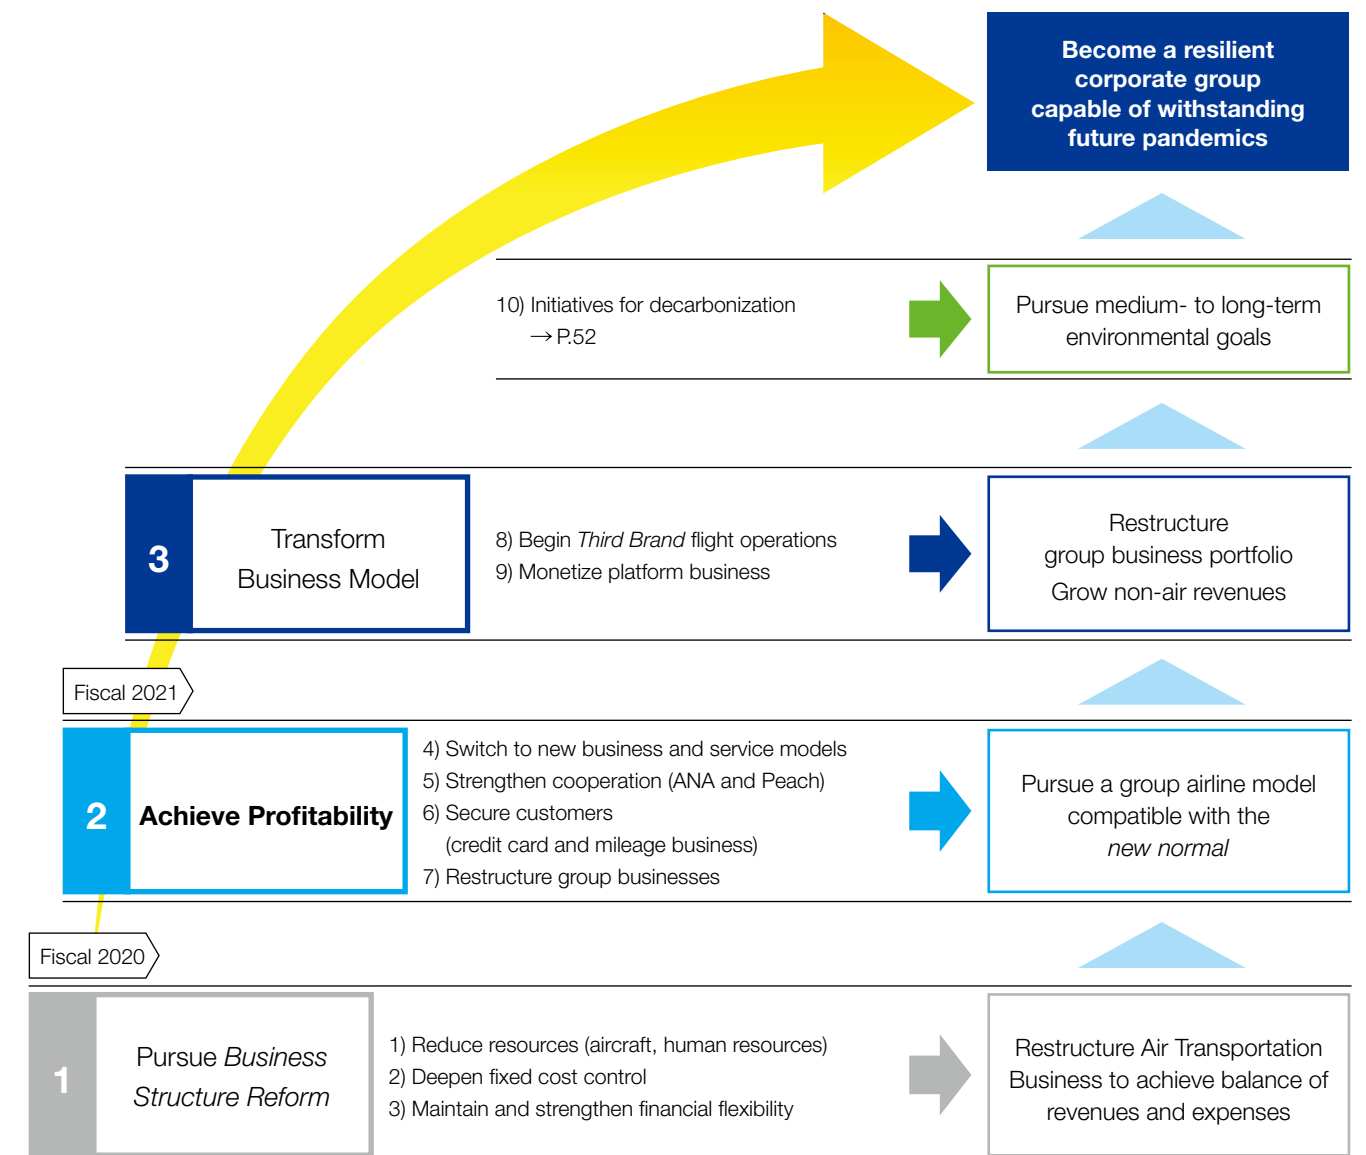 Become a resilient
corporate group
capable of withstanding
future pandemics
10) Initiatives for decarbonization
→ P.52
Pursue medium- to long-term
environmental goals
3
Transform
Business Model
8) Begin Third Brand flight operations
9) Monetize platform business
Restructure
group business portfolio
Grow non-air revenues
Fiscal 2021
2
Achieve Profitability
4) Switch to new business and service models
5) Strengthen cooperation (ANA and Peach)
6) Secure customers
(credit card and mileage business)
7) Restructure group businesses
Pursue a group airline model
compatible with the
new normal
Fiscal 2020
1
Pursue Business
Structure Reform
1) Reduce resources (aircraft, human resources)
2) Deepen fixed cost control
3) Maintain and strengthen financial flexibility
Restructure Air Transportation
Business to achieve balance of
revenues and expenses